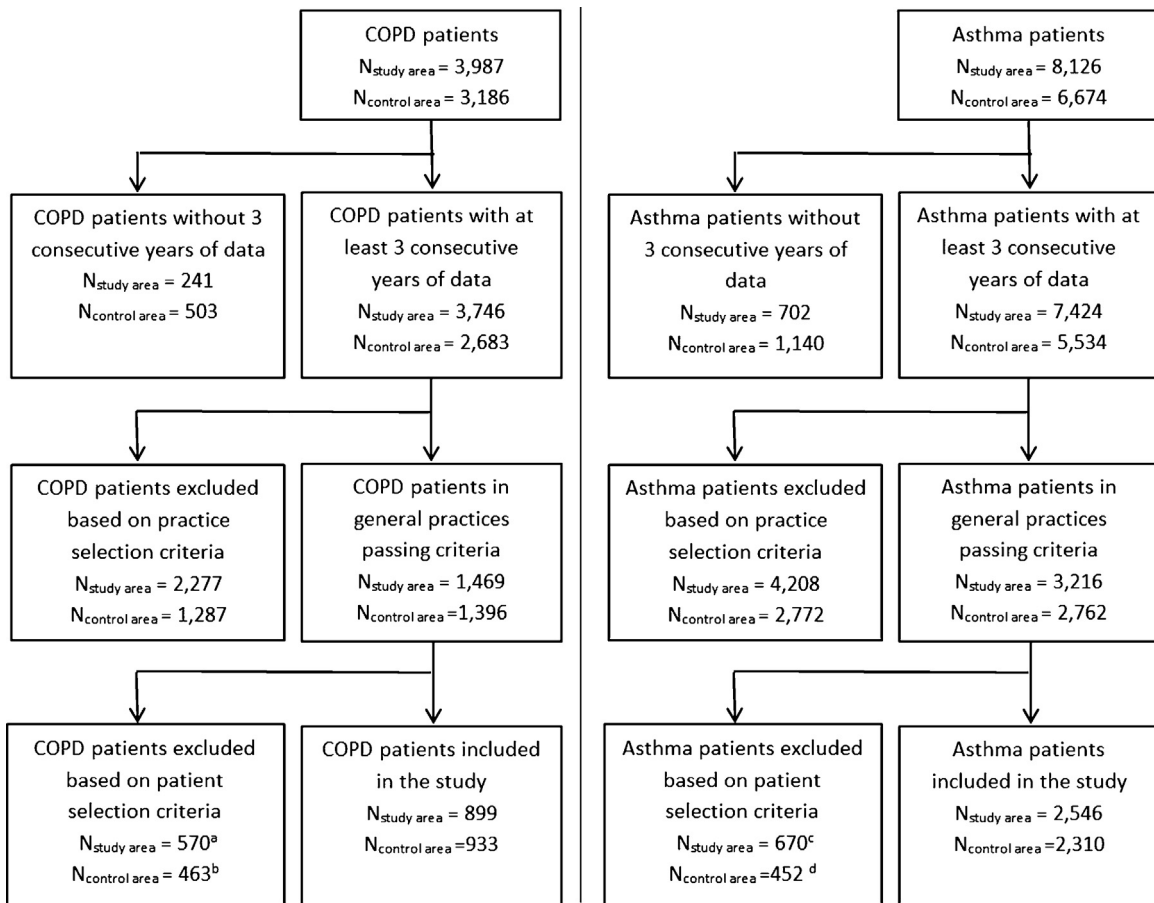 COPD patients
Nstudy area = 3,987
Ncontrol area = 3,186
COPD patients without 3
consecutive years of data
Nstudy area = 241
Ncontrol area = 503
COPD patients with at
least 3 consecutive
years of data
Nstudy area = 3,746
Ncontrol area = 2,683
COPD patients excluded
based on practice
selection criteria
Nstudy area = 2,277
Ncontrol area = 1,287
COPD patients in
general practices
passing criteria
Nstudy area = 1,469
Ncontrol area =1,396
COPD patients excluded
based on patient
selection criteria
Nstudy area = 570a
Ncontrol area = 463b
COPD patients included
in the study
Nstudy area = 899
Ncontrol area =933
Asthma patients
Nstudy area = 8,126
Ncontrol area = 6,674
Asthma patients without
3 consecutive years of
data
Nstudy area = 702
Ncontrol area = 1,140
Asthma patients with at
least 3 consecutive
years of data
Nstudy area = 7,424
Ncontrol area = 5,534
Asthma patients excluded
based on practice
selection criteria
Nstudy area = 4,208
Ncontrol area = 2,772
Asthma patients in
general practices
passing criteria
Nstudy area = 3,216
Ncontrol area = 2,762
Asthma patients excluded
based on patient
selection criteria
Nstudy area = 670c
Ncontrol area =452 d
Asthma patients
included in the study
Nstudy area = 2,546
Ncontrol area =2,310